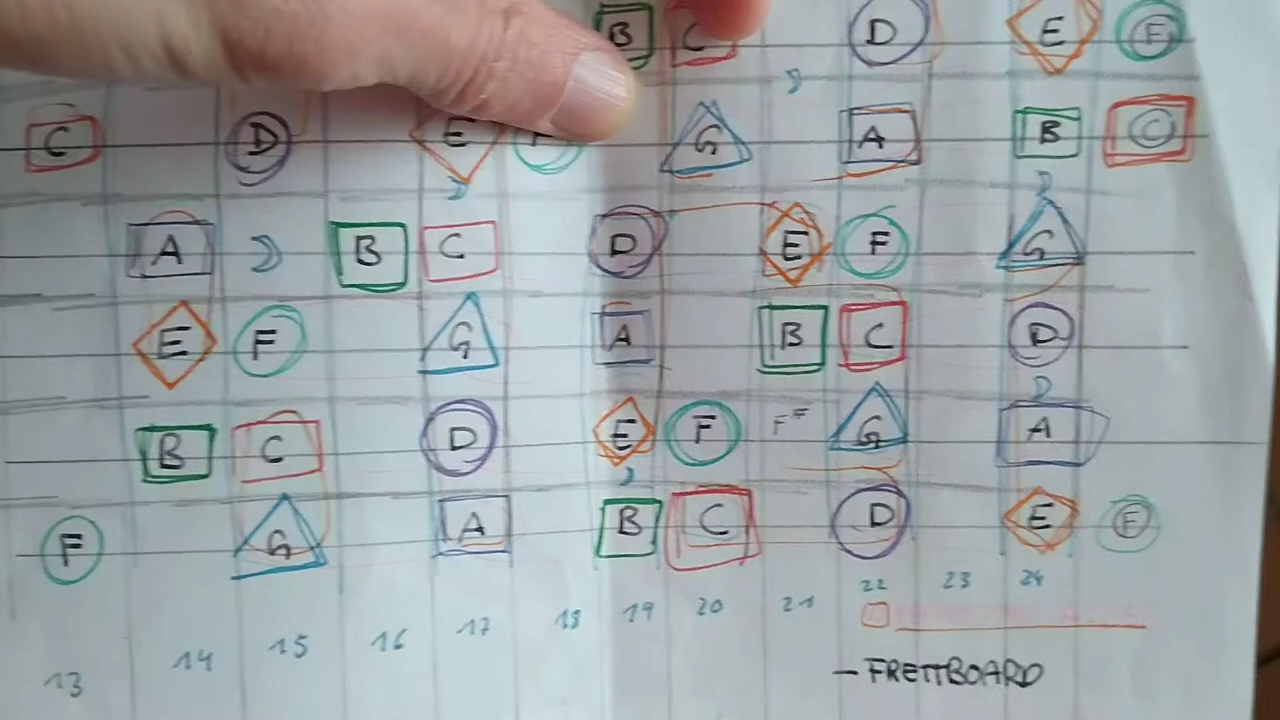 B C D E F
C D E F G A B C
A B C D E F G
E F G A B C D
B C D E F F# G A
F G A B C D E F
13 14 15 16 17 18 19 20 21 22 23 24
- FRETTBOARD